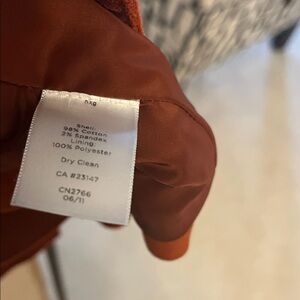 Shell:
98% Cotton
2% Spandex
Lining:
100% Polyester
Dry Clean
CA #23147
CN2766
06/11